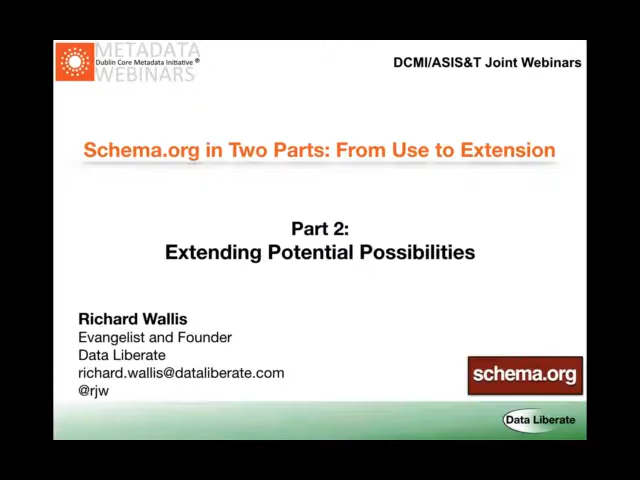 METADATA
Dublin Core Metadata Initiative ®
WEBINARS
DCMI/ASIS&T Joint Webinars
Schema.org in Two Parts: From Use to Extension
Part 2:
Extending Potential Possibilities
Richard Wallis
Evangelist and Founder
Data Liberate
richard.wallis@dataliberate.com
@rjw
schema.org
Data Liberate